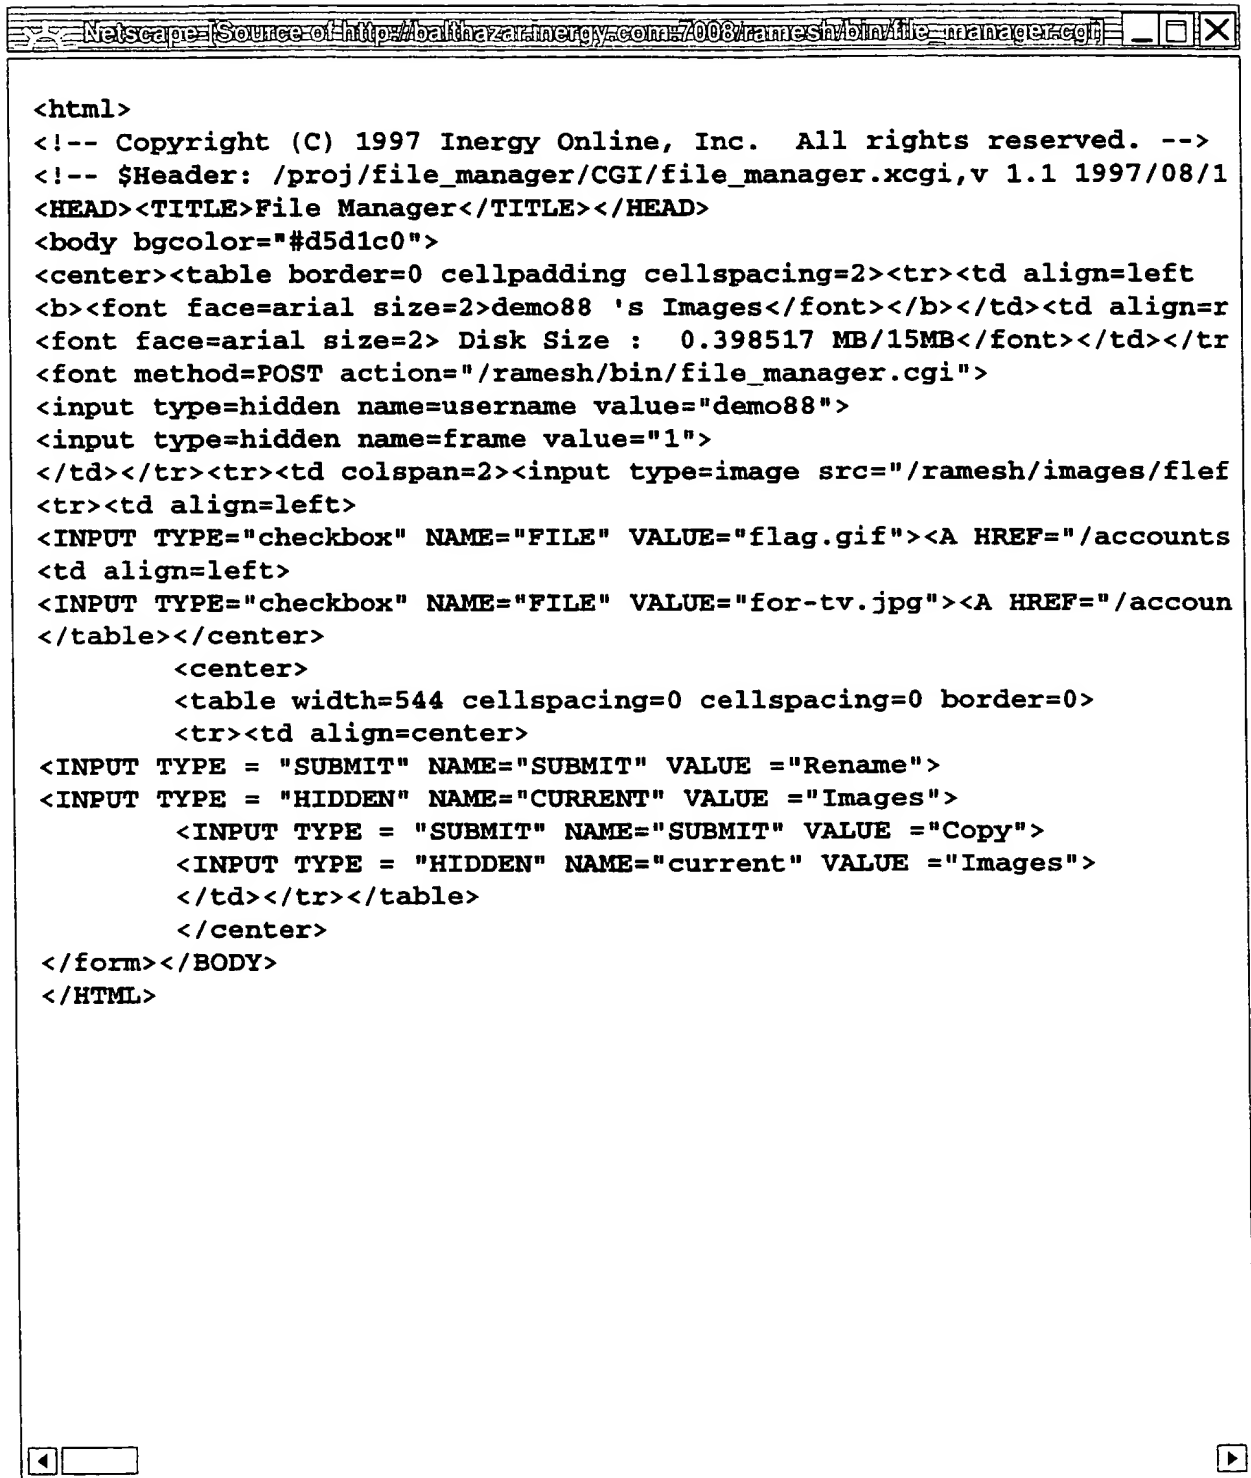 Netscape-[Source of http://balthazar.inergy.com:7008/ramesh/bin/file_manager.cgi]
<html>
<!-- Copyright (C) 1997 Inergy Online, Inc.  All rights reserved. -->
<!-- $Header: /proj/file_manager/CGI/file_manager.xcgi,v 1.1 1997/08/1
<HEAD><TITLE>File Manager</TITLE></HEAD>
<body bgcolor="#d5d1c0">
<center><table border=0 cellpadding cellspacing=2><tr><td align=left
<b><font face=arial size=2>demo88 's Images</font></b></td><td align=r
<font face=arial size=2> Disk Size :  0.398517 MB/15MB</font></td></tr
<font method=POST action="/ramesh/bin/file_manager.cgi">
<input type=hidden name=username value="demo88">
<input type=hidden name=frame value="1">
</td></tr><tr><td colspan=2><input type=image src="/ramesh/images/flef
<tr><td align=left>
<INPUT TYPE="checkbox" NAME="FILE" VALUE="flag.gif"><A HREF="/accounts
<td align=left>
<INPUT TYPE="checkbox" NAME="FILE" VALUE="for-tv.jpg"><A HREF="/accoun
</table></center>
<center>
<table width=544 cellspacing=0 cellspacing=0 border=0>
<tr><td align=center>
<INPUT TYPE = "SUBMIT" NAME="SUBMIT" VALUE ="Rename">
<INPUT TYPE = "HIDDEN" NAME="CURRENT" VALUE ="Images">
<INPUT TYPE = "SUBMIT" NAME="SUBMIT" VALUE ="Copy">
<INPUT TYPE = "HIDDEN" NAME="current" VALUE ="Images">
</td></tr></table>
</center>
</form></BODY>
</HTML>